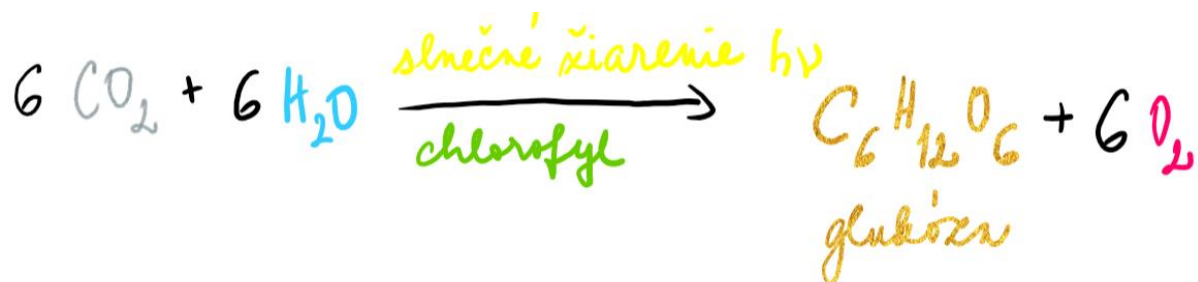 slnečné žiarenie hν
6 CO₂ + 6 H₂O → C₆H₁₂O₆ + 6 O₂
chlorofyl
glukóza